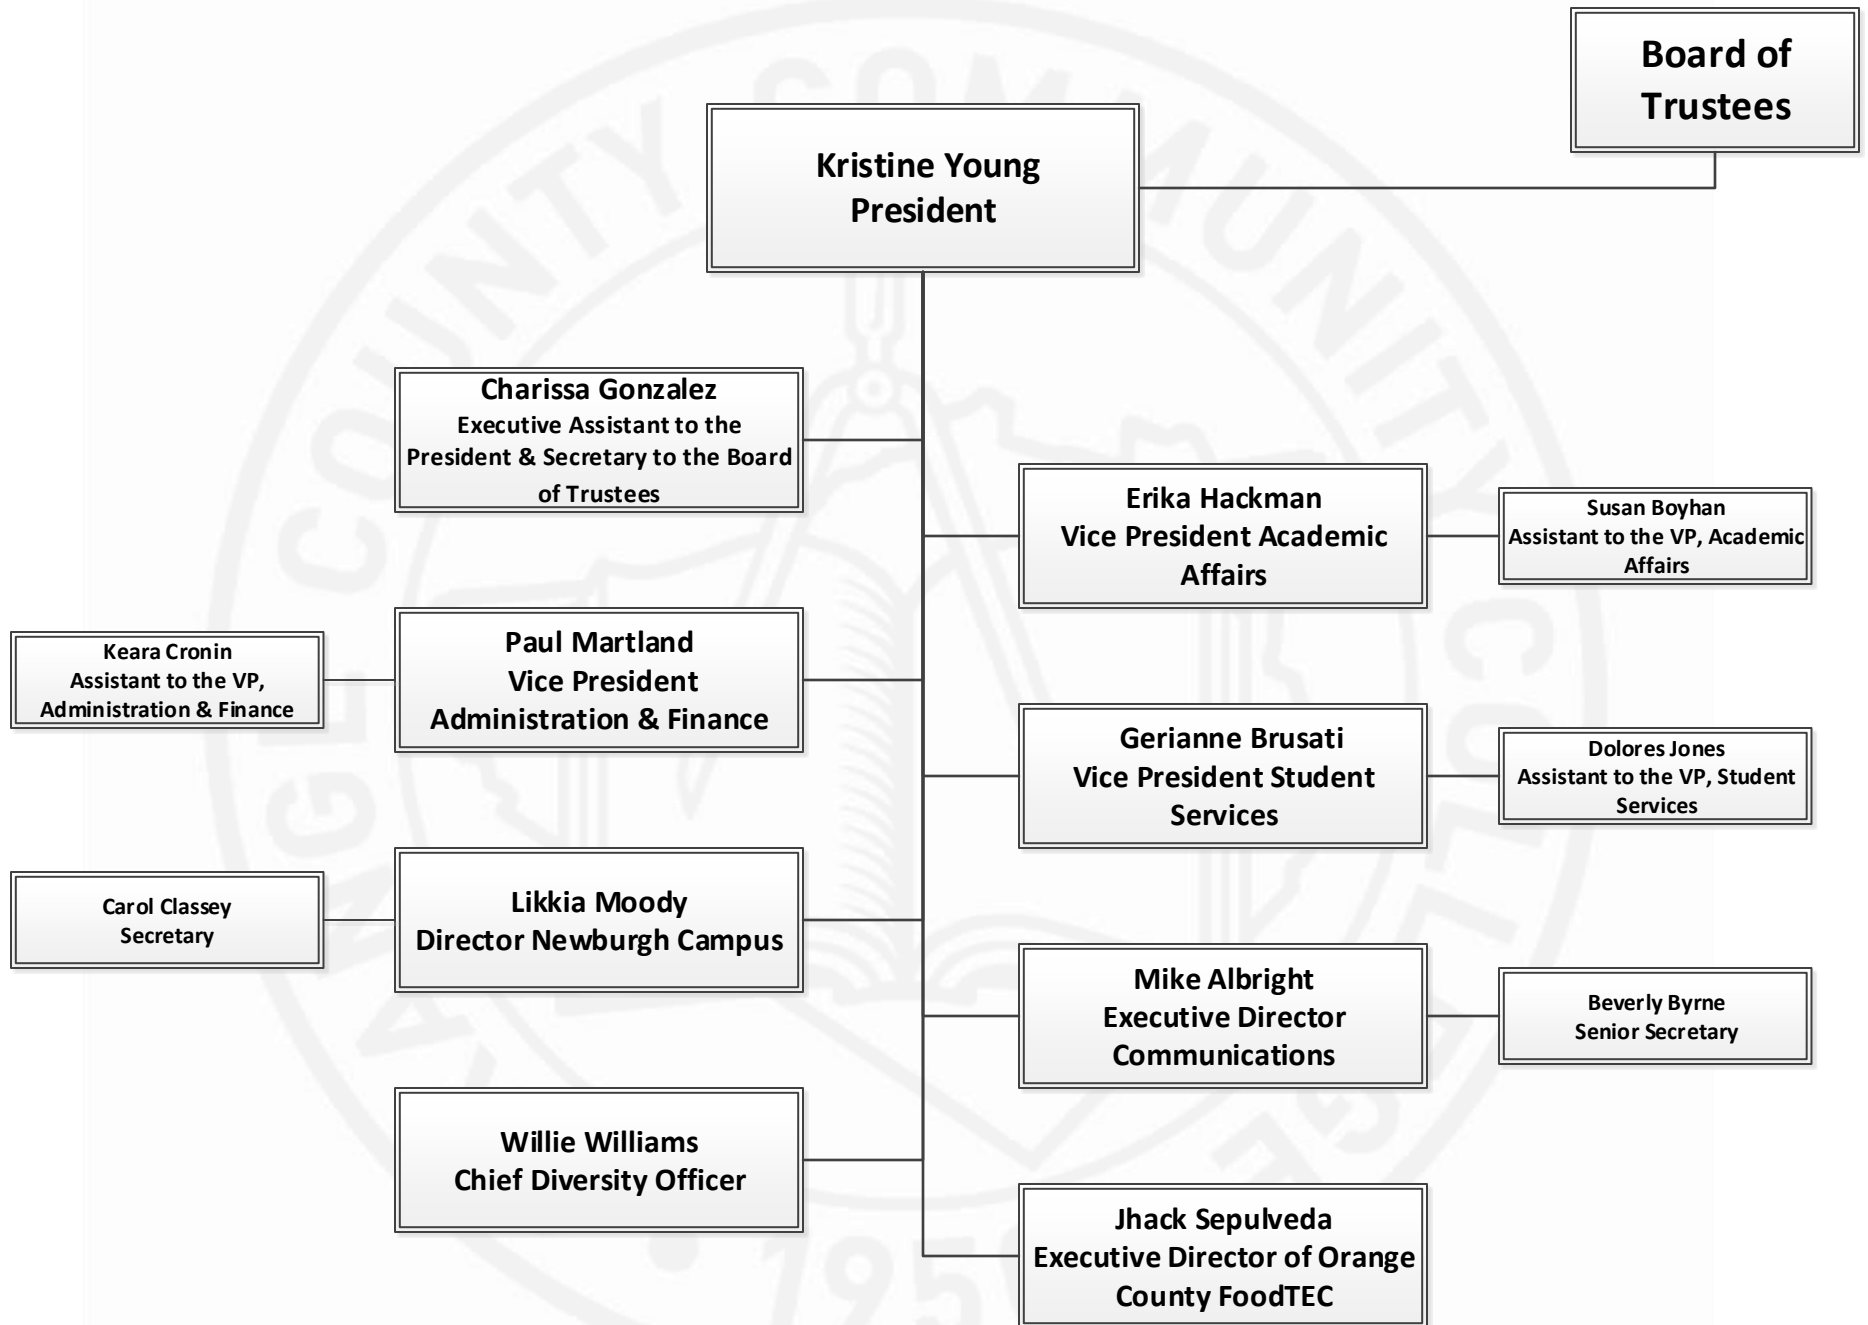 Board of
Trustees
Kristine Young
President
Charissa Gonzalez
Executive Assistant to the
President & Secretary to the Board
of Trustees
Erika Hackman
Vice President Academic
Affairs
Susan Boyhan
Assistant to the VP, Academic
Affairs
Keara Cronin
Assistant to the VP,
Administration & Finance
Paul Martland
Vice President
Administration & Finance
Gerianne Brusati
Vice President Student
Services
Dolores Jones
Assistant to the VP, Student
Services
Carol Classey
Secretary
Likkia Moody
Director Newburgh Campus
Mike Albright
Executive Director
Communications
Beverly Byrne
Senior Secretary
Willie Williams
Chief Diversity Officer
Jhack Sepulveda
Executive Director of Orange
County FoodTEC
ANGE COUNTY COMMUNITY COLLEGE